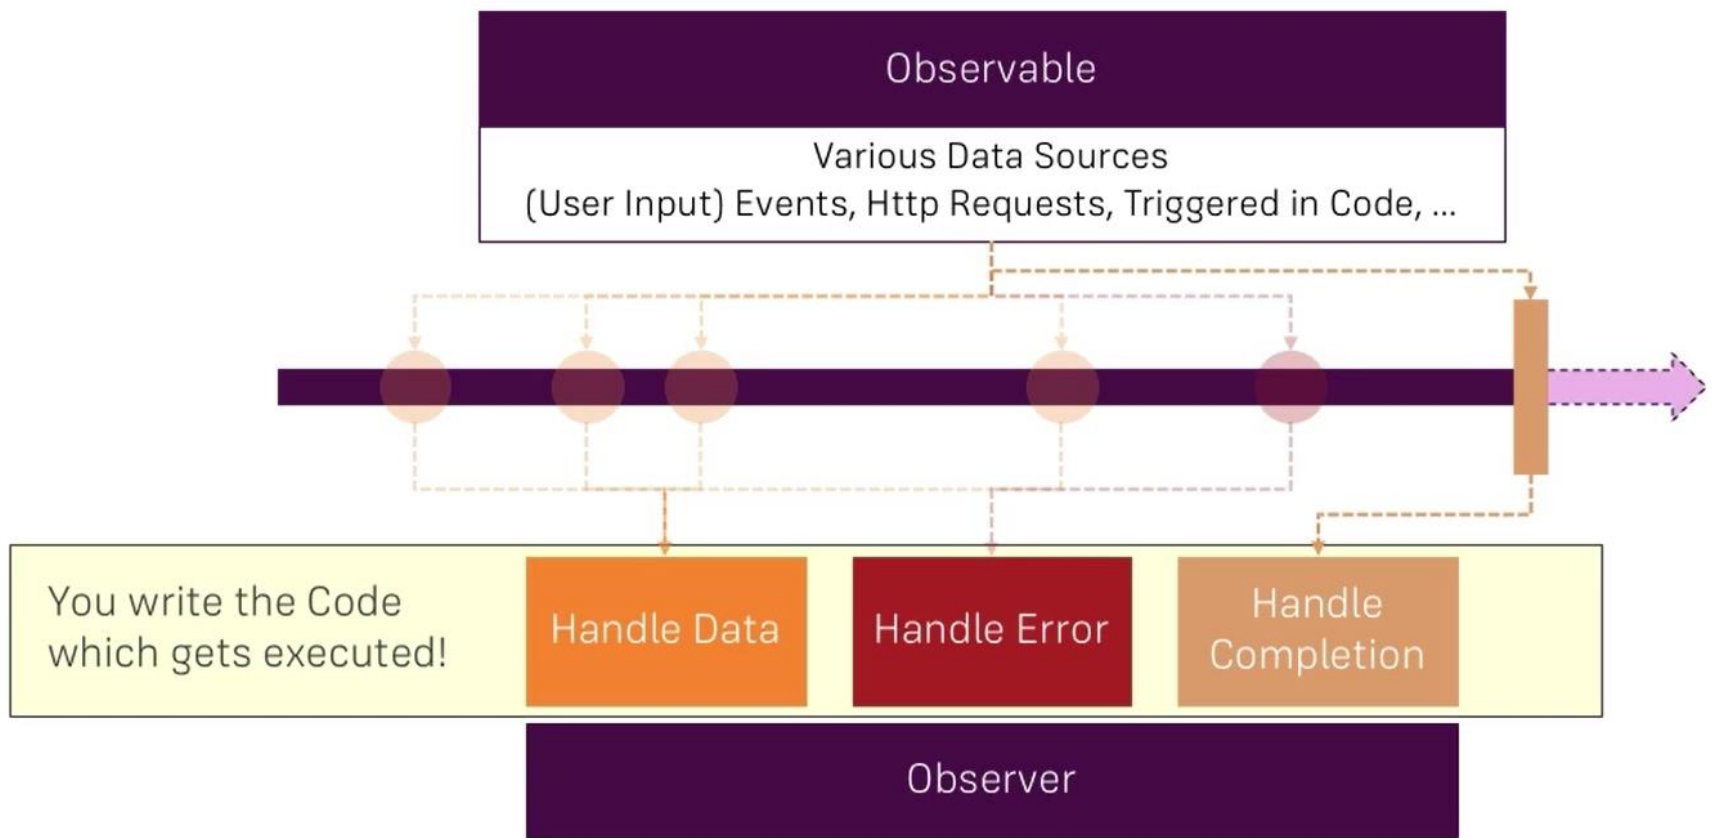 Observable
Various Data Sources
(User Input) Events, Http Requests, Triggered in Code, ...
You write the Code
which gets executed!
Handle Data
Handle Error
Handle
Completion
Observer